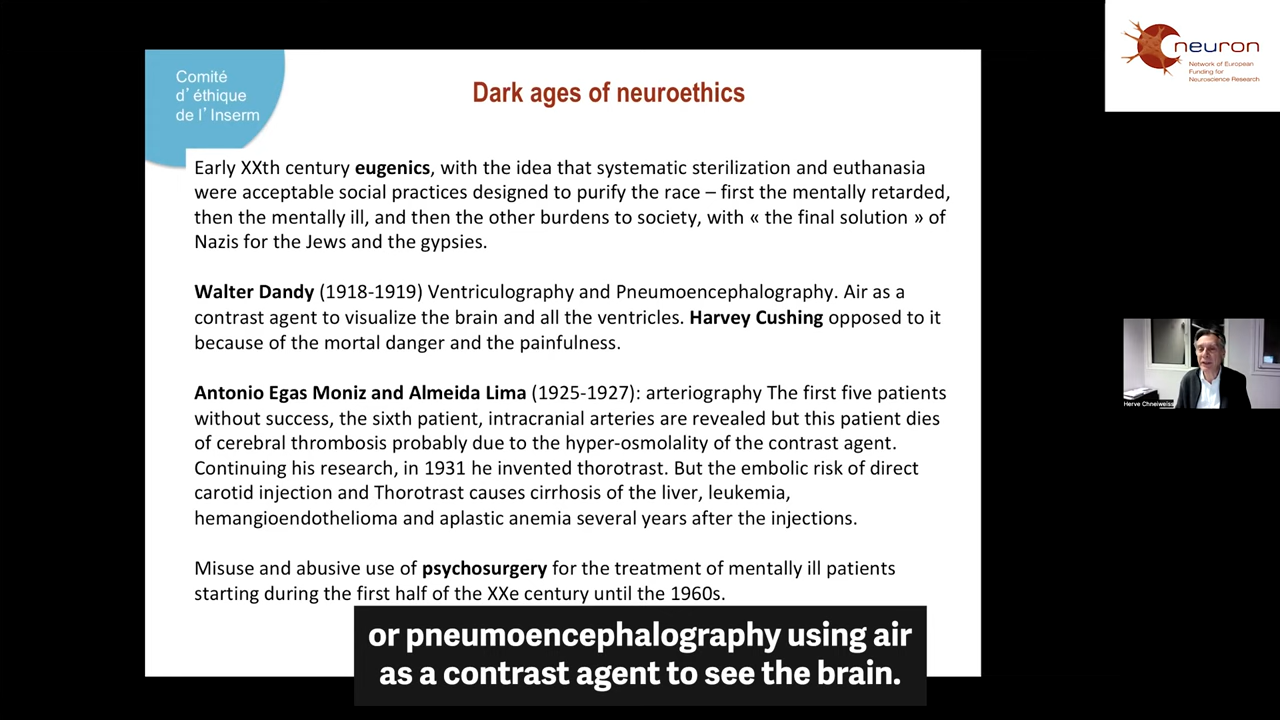 Comité
d'éthique
de l'Inserm
Dark ages of neuroethics
neuron
Network of European
Funding for
Neuroscience Research
Early XXth century eugenics, with the idea that systematic sterilization and euthanasia
were acceptable social practices designed to purify the race – first the mentally retarded,
then the mentally ill, and then the other burdens to society, with « the final solution » of
Nazis for the Jews and the gypsies.
Walter Dandy (1918-1919) Ventriculography and Pneumoencephalography. Air as a
contrast agent to visualize the brain and all the ventricles. Harvey Cushing opposed to it
because of the mortal danger and the painfulness.
Antonio Egas Moniz and Almeida Lima (1925-1927): arteriography The first five patients
without success, the sixth patient, intracranial arteries are revealed but this patient dies
of cerebral thrombosis probably due to the hyper-osmolality of the contrast agent.
Continuing his research, in 1931 he invented thorotrast. But the embolic risk of direct
carotid injection and Thorotrast causes cirrhosis of the liver, leukemia,
hemangioendothelioma and aplastic anemia several years after the injections.
Misuse and abusive use of psychosurgery for the treatment of mentally ill patients
starting during the first half of the XXe century until the 1960s.
Herve Chneiweiss
or pneumoencephalography using air
as a contrast agent to see the brain.